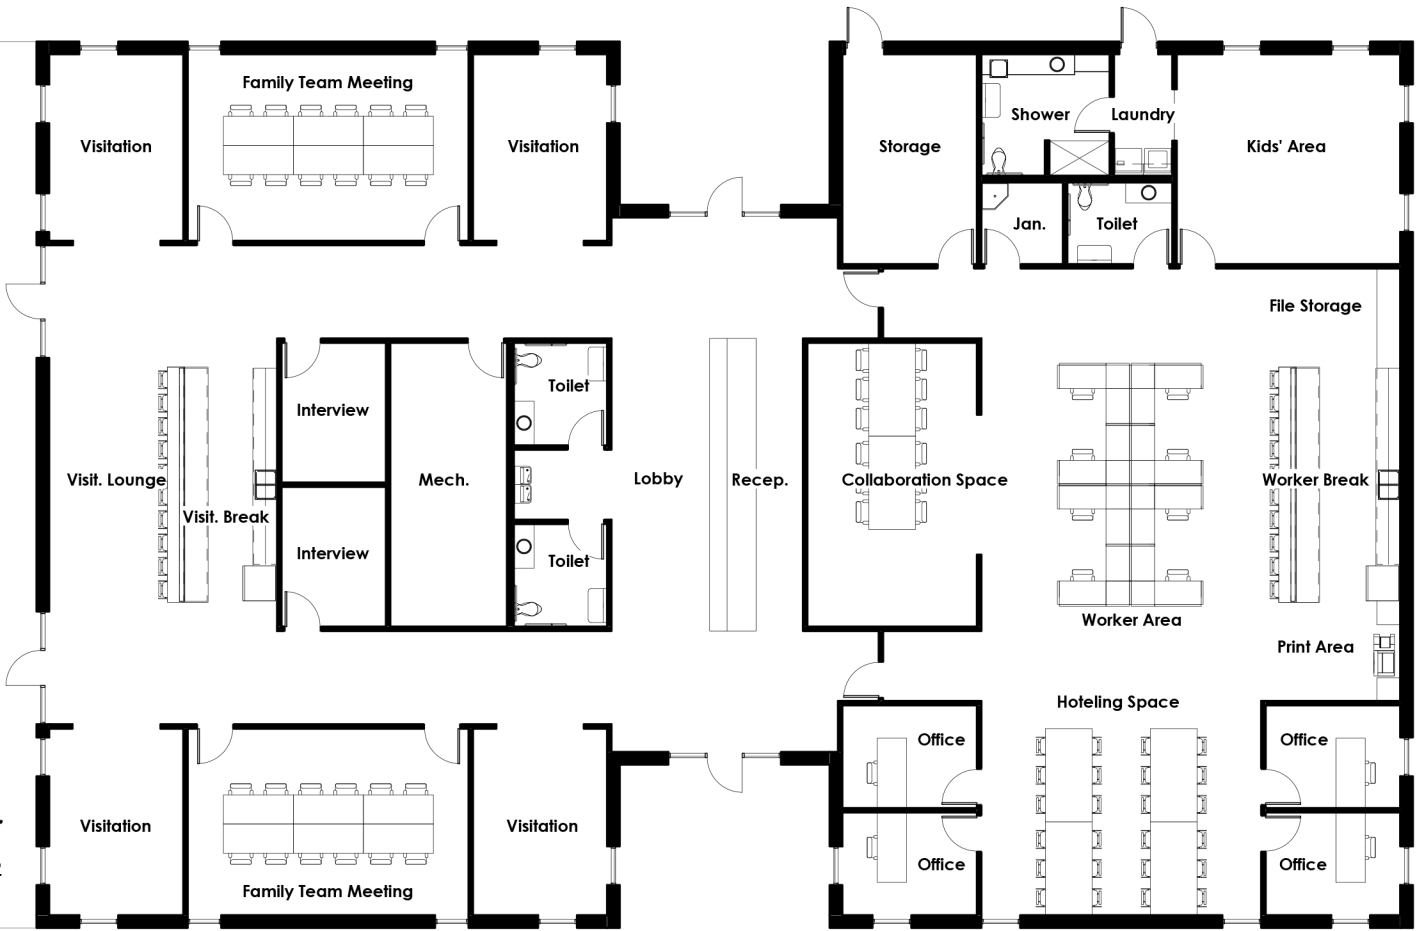 Family Team Meeting
Visitation
Visitation
Storage
Shower
Laundry
Kids' Area
Jan.
Toilet
File Storage
Interview
Toilet
Visit. Lounge
Mech.
Lobby
Recep.
Collaboration Space
Worker Break
Visit. Break
Interview
Toilet
Worker Area
Print Area
Hoteling Space
Office
Office
Visitation
Visitation
Office
Office
Family Team Meeting